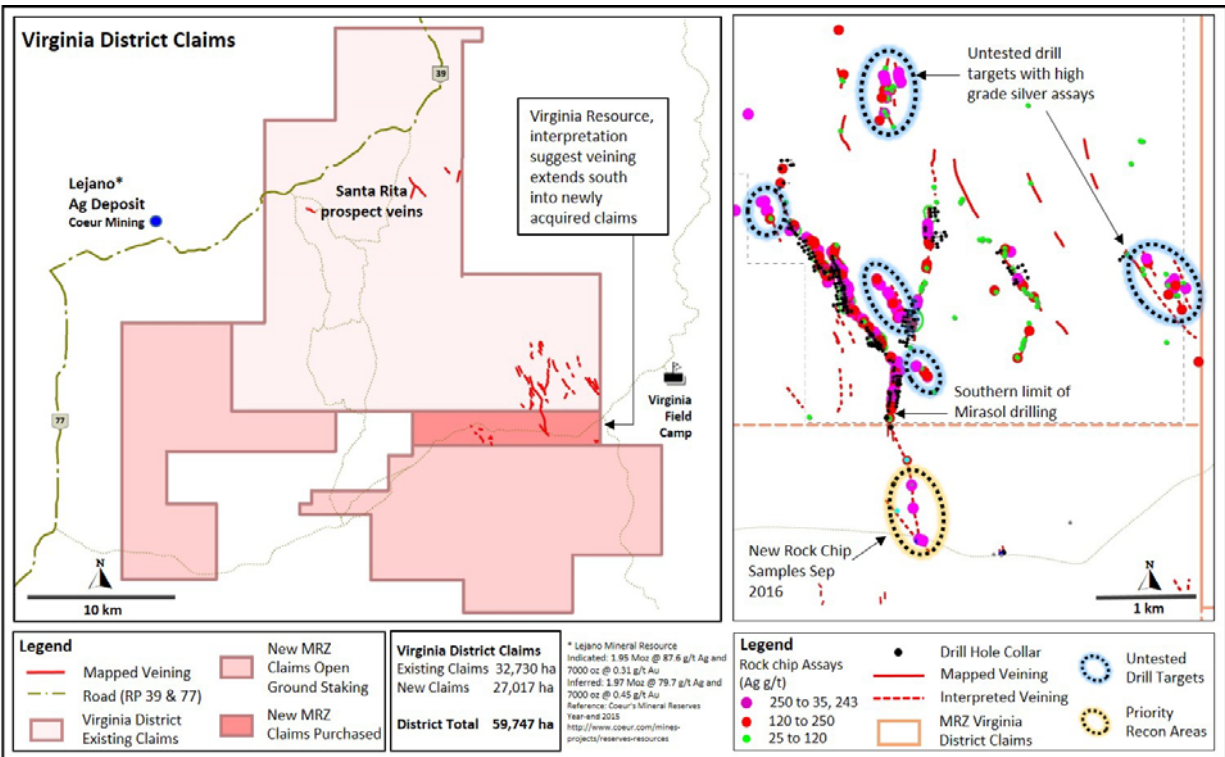 Virginia District Claims
39
Virginia Resource,
interpretation
suggest veining
extends south
into newly
acquired claims
Lejano*
Ag Deposit
Coeur Mining
Santa Rita
prospect veins
Virginia
Field
Camp
77
N
10 km
Legend
Mapped Veining
Road (RP 39 & 77)
Virginia District
Existing Claims
New MRZ
Claims Open
Ground Staking
New MRZ
Claims Purchased
Virginia District Claims
Existing Claims 32,730 ha
New Claims 27,017 ha
District Total 59,747 ha
* Lejano Mineral Resource
Indicated: 1.95 Moz @ 87.6 g/t Ag and
7000 oz @ 0.31 g/t Au
Inferred: 1.97 Moz @ 79.7 g/t Ag and
7000 oz @ 0.45 g/t Au
Reference: Coeur's Mineral Reserves
Year-end 2015
http://www.coeur.com/mines-
projects/reserves-resources
Untested drill
targets with high
grade silver assays
Southern limit of
Mirasol drilling
New Rock Chip
Samples Sep
2016
N
1 km
Legend
Rock chip Assays
(Ag g/t)
250 to 35, 243
120 to 250
25 to 120
Drill Hole Collar
Mapped Veining
Interpreted Veining
MRZ Virginia
District Claims
Untested
Drill Targets
Priority
Recon Areas